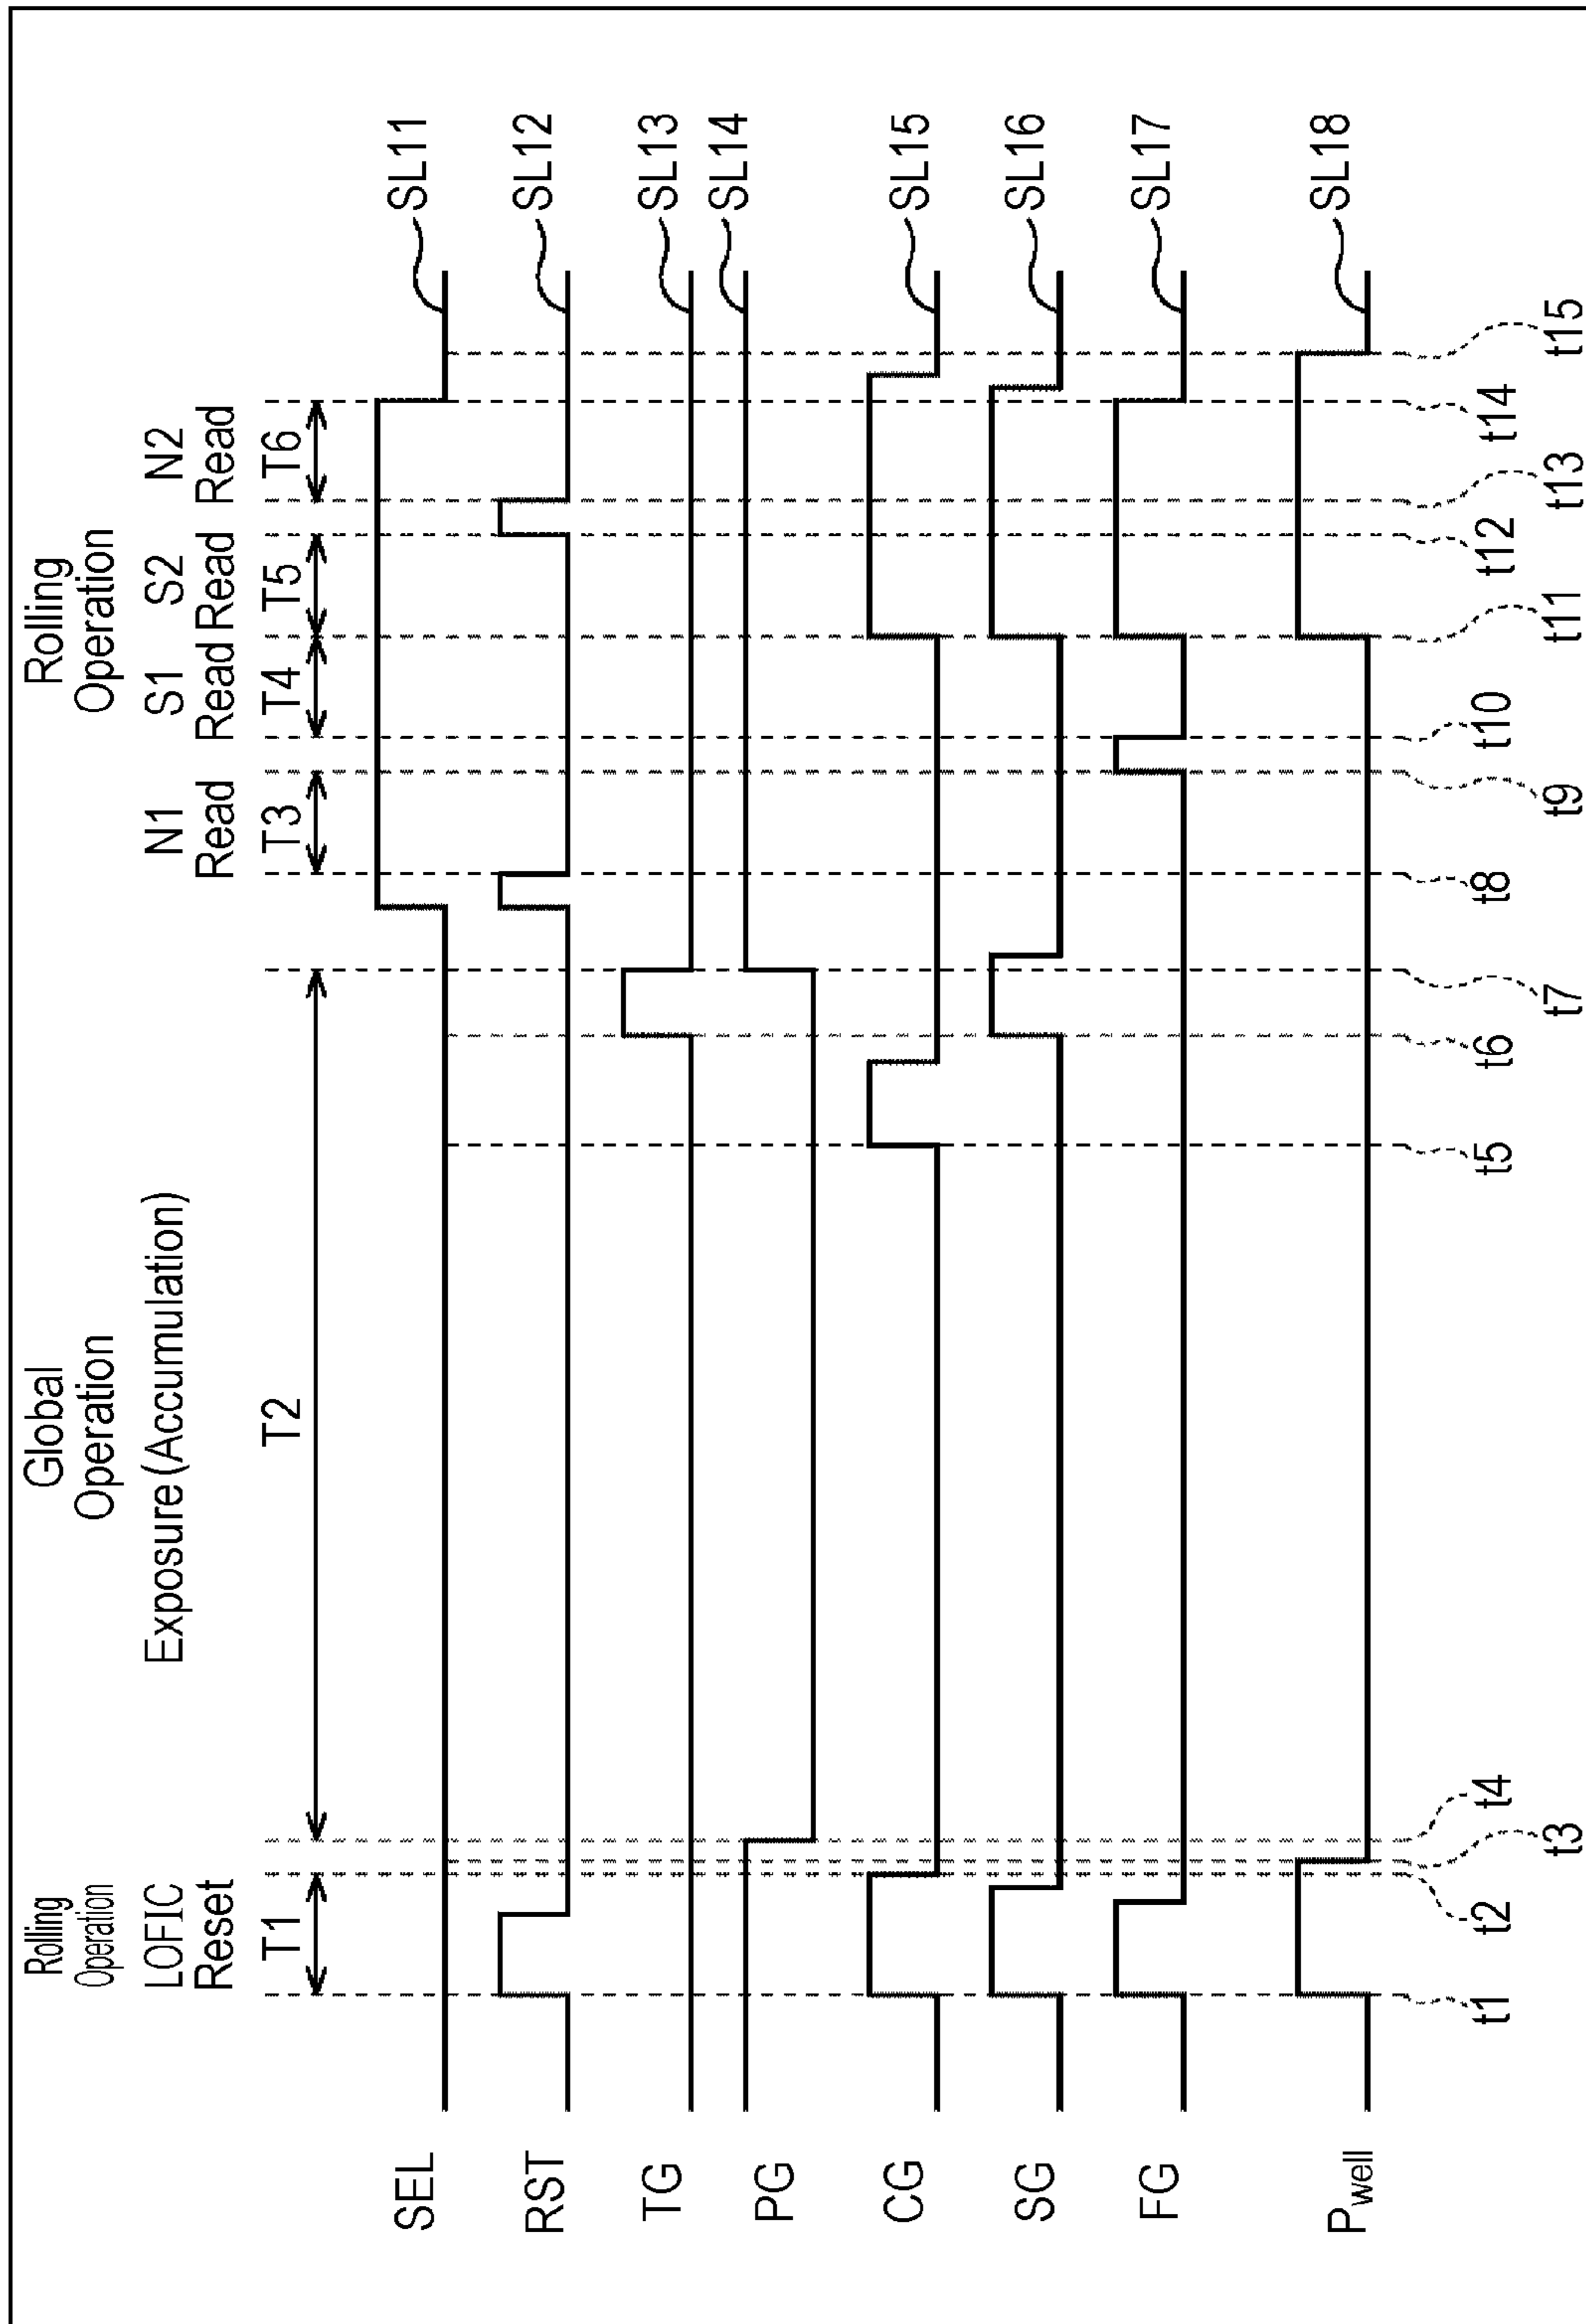 Rolling
Operation
Global
Operation
Rolling
Operation
LOFIC
Reset
Exposure (Accumulation)
N1
Read
S1
Read
S2
Read
N2
Read
T1
T2
T3
T4
T5
T6
SEL
SL11
RST
SL12
TG
SL13
PG
SL14
CG
SL15
SG
SL16
FG
SL17
Pwell
SL18
t1
t2
t3
t4
t5
t6
t7
t8
t9
t10
t11
t12
t13
t14
t15